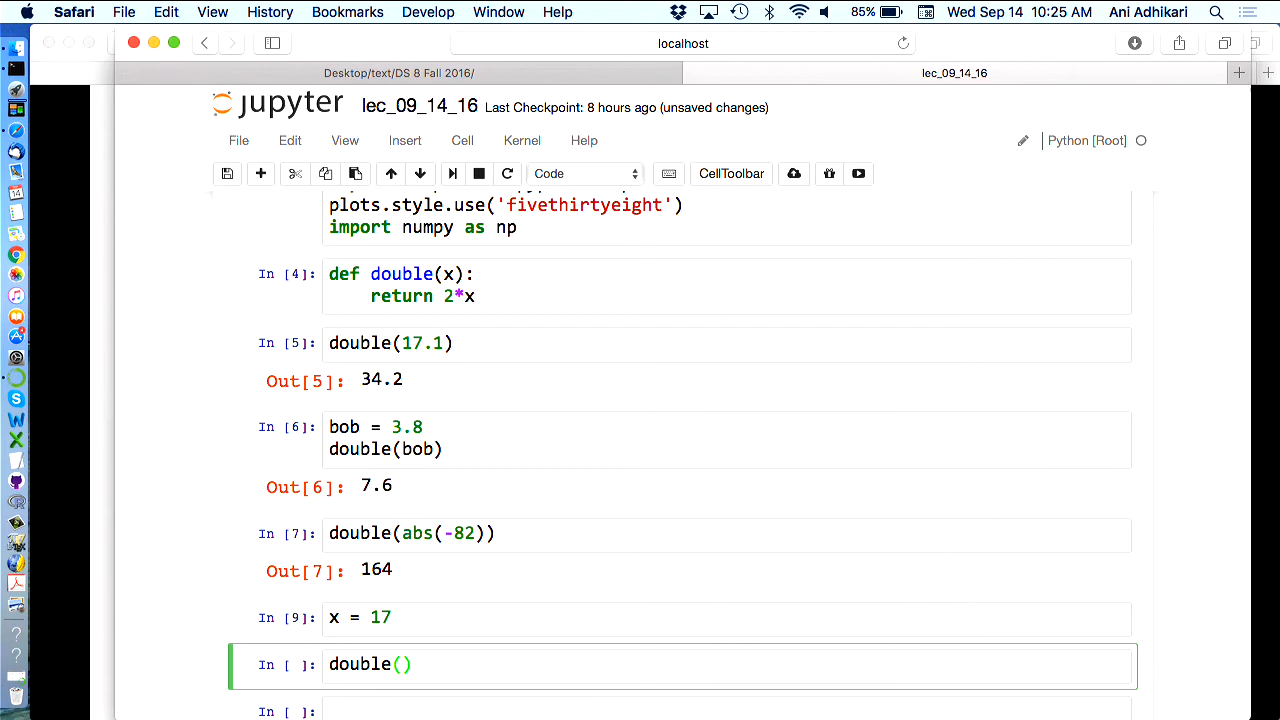 Safari File Edit View History Bookmarks Develop Window Help 85% Wed Sep 14 10:25 AM Ani Adhikari
localhost
Desktop/text/DS 8 Fall 2016/ lec_09_14_16
jupyter lec_09_14_16 Last Checkpoint: 8 hours ago (unsaved changes)
File Edit View Insert Cell Kernel Help Python [Root]
Code CellToolbar
plots.style.use('fivethirtyeight')
import numpy as np
In [4]: def double(x):
return 2*x
In [5]: double(17.1)
Out[5]: 34.2
In [6]: bob = 3.8
double(bob)
Out[6]: 7.6
In [7]: double(abs(-82))
Out[7]: 164
In [9]: x = 17
In [ ]: double()
In [ ]: